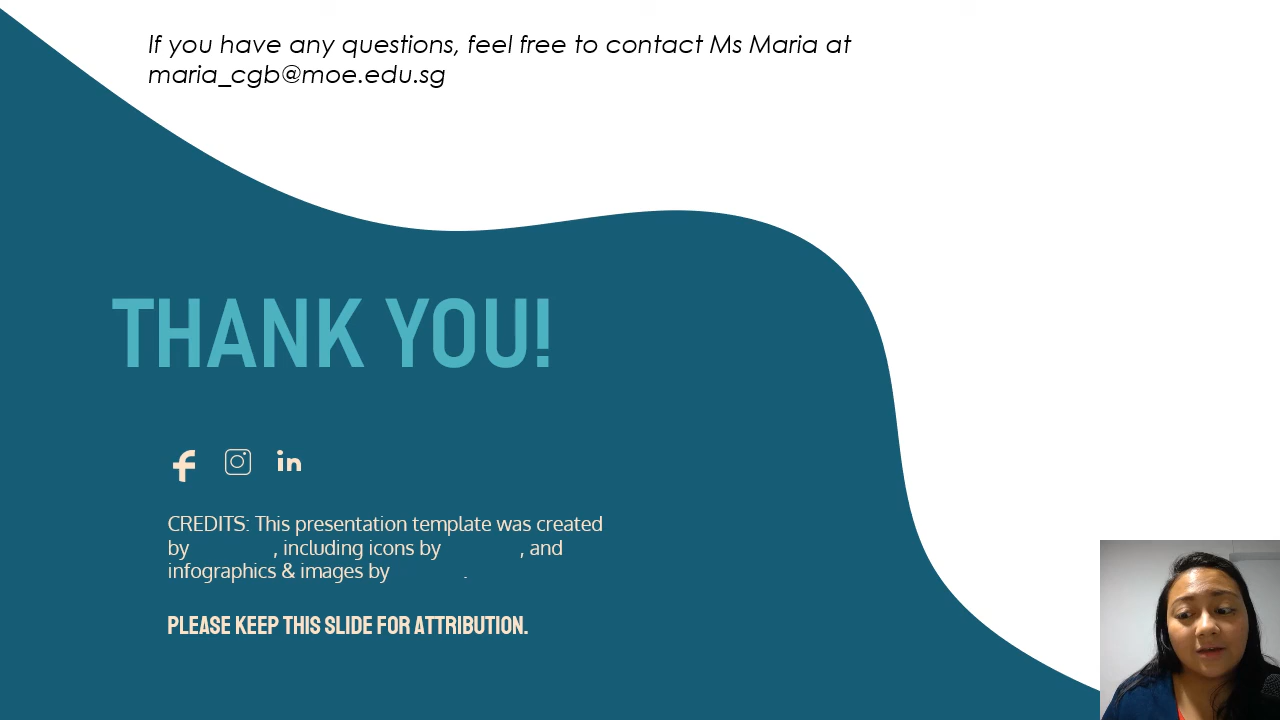 If you have any questions, feel free to contact Ms Maria at
maria_cgb@moe.edu.sg
THANK YOU!
CREDITS: This presentation template was created
by , including icons by , and
infographics & images by .
PLEASE KEEP THIS SLIDE FOR ATTRIBUTION.